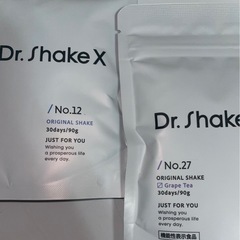 Dr. Shake X
/No.12
ORIGINAL SHAKE
30days/90g
JUST FOR YOU
Wishing you
a prosperous life
every day.
Dr. Shake
/No.27
ORIGINAL SHAKE
Grape Tea
30days/90g
JUST FOR YOU
Wishing you
a prosperous life
every day.
機能性表示食品